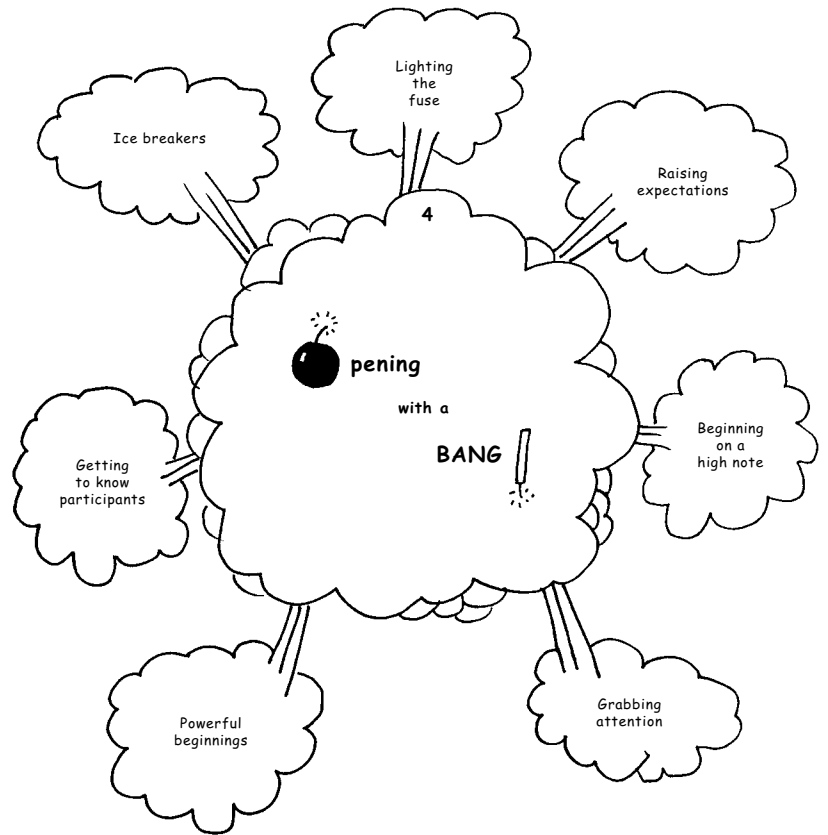 Lighting
the
fuse
Ice breakers
Raising
expectations
4
pening
with a
BANG
Beginning
on a
high note
Getting
to know
participants
Grabbing
attention
Powerful
beginnings